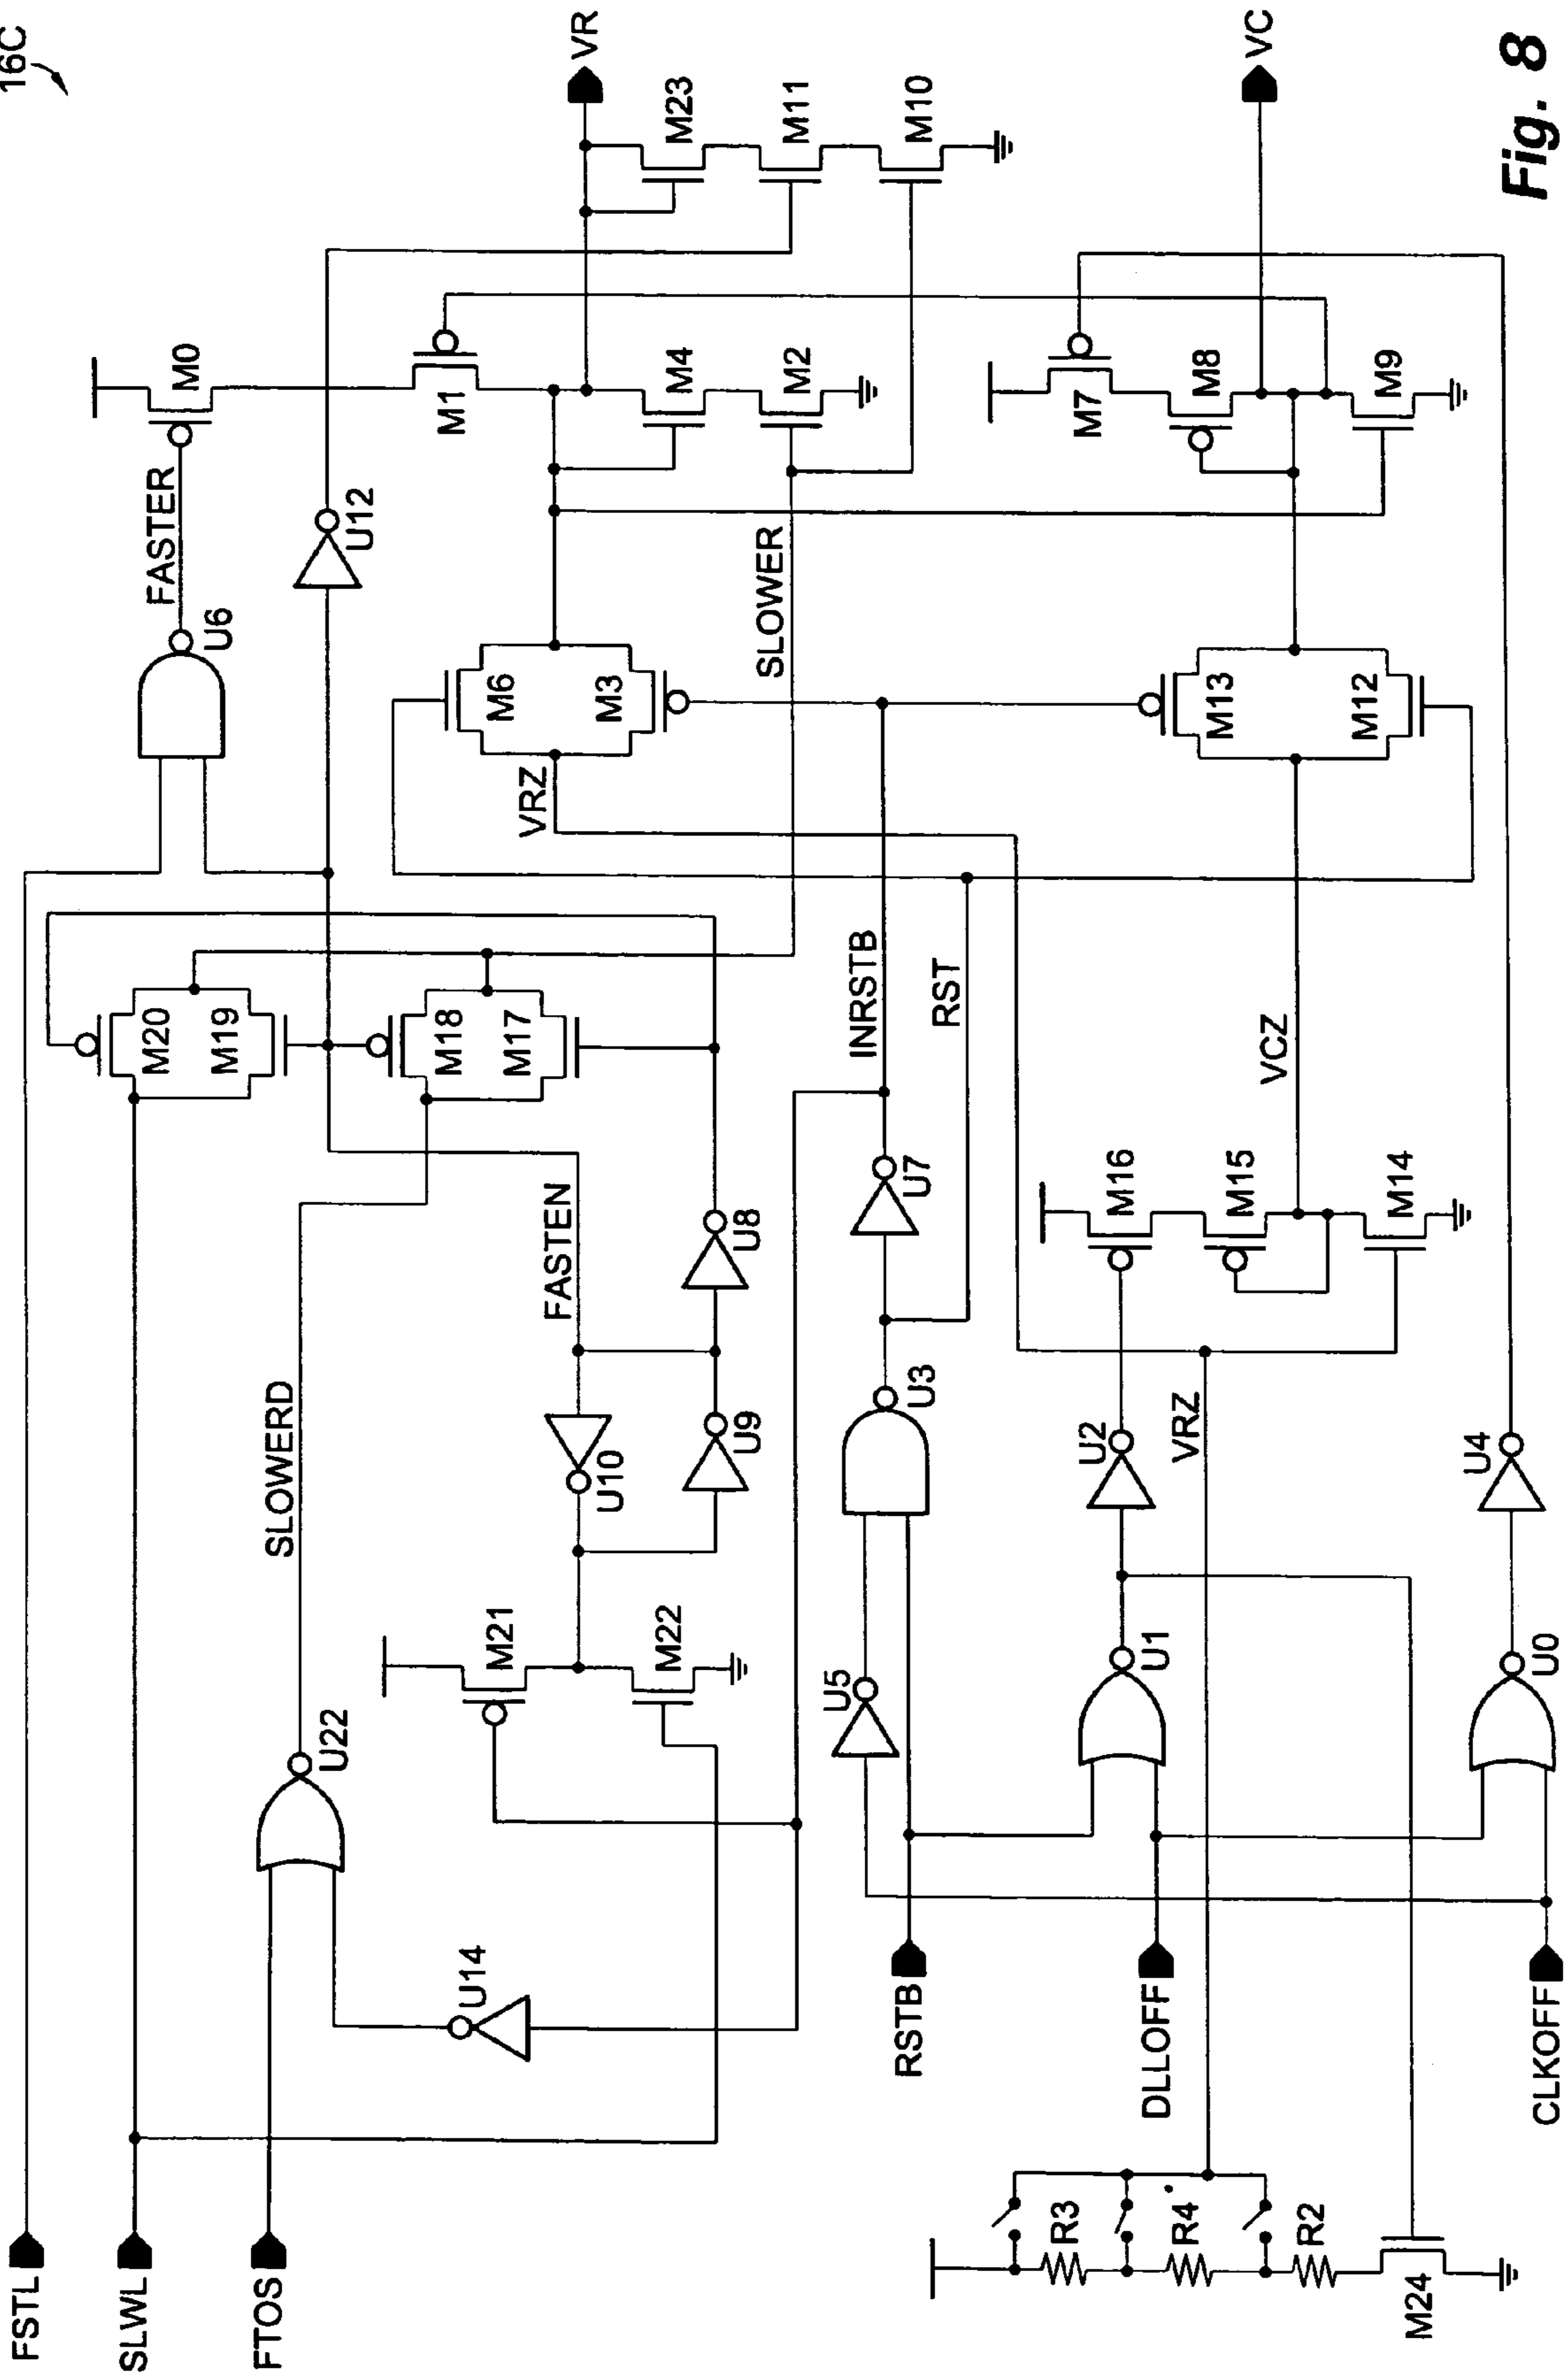 16C
FSTL
SLWL
FTOS
U22
U14
SLOWERD
M21
M22
U10
U9
U8
FASTEN
M20
M19
M18
M17
U6
FASTER
U12
M0
M1
VR
M23
M11
M10
M4
M2
M6
M3
VRZ
SLOWER
INRSTB
RST
U7
U3
U5
RSTB
DLLOFF
CLKOFF
U1
U0
U2
U4
VRZ
M16
M15
M14
VCZ
M13
M12
M7
M8
M9
VC
R3
R4
R2
M24
Fig. 8